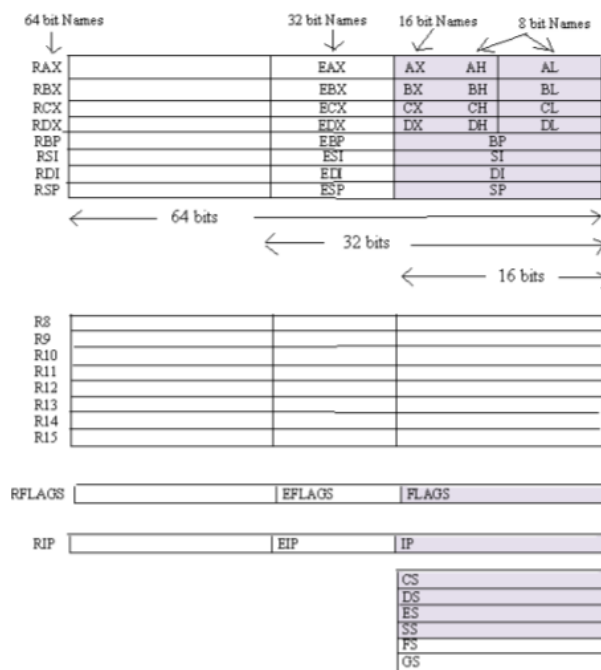 64 bit Names 32 bit Names 16 bit Names 8 bit Names
RAX EAX AX AH AL
RBX EBX BX BH BL
RCX ECX CX CH CL
RDX EDX DX DH DL
RBP EBP BP
RSI ESI SI
RDI EDI DI
RSP ESP SP
64 bits
32 bits
16 bits
R8
R9
R10
R11
R12
R13
R14
R15
RFLAGS EFLAGS FLAGS
RIP EIP IP
CS
DS
ES
SS
FS
GS